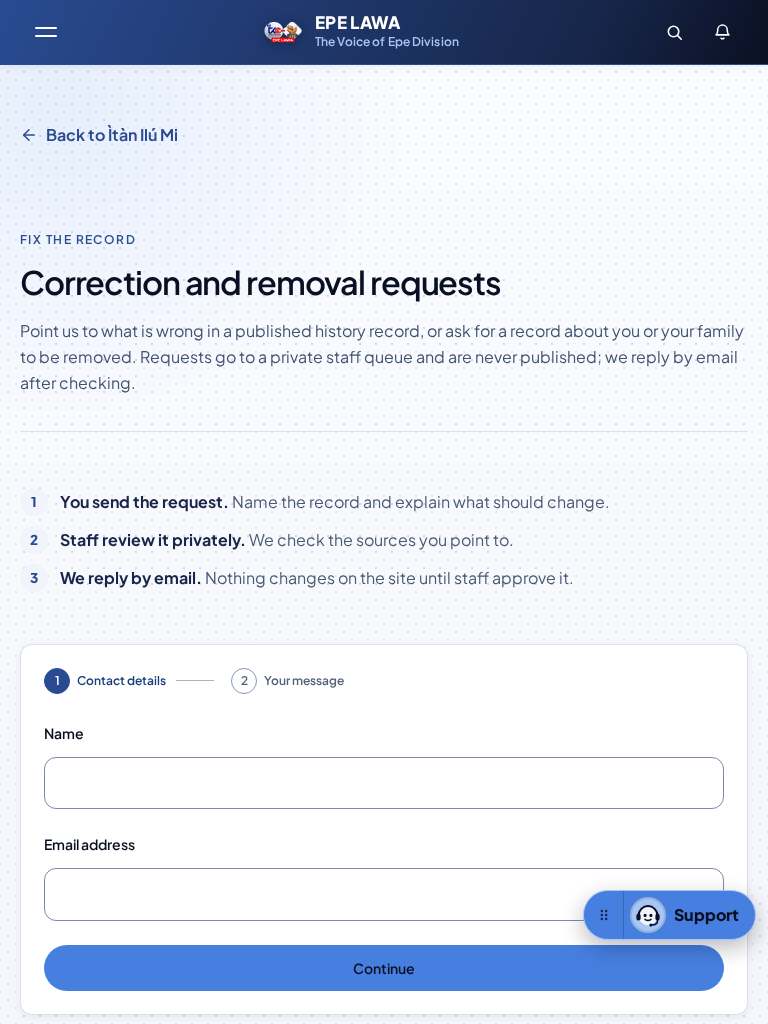 EPE LAWA
The Voice of Epe Division
Back to Ìtàn Ilú Mi
FIX THE RECORD
Correction and removal requests
Point us to what is wrong in a published history record, or ask for a record about you or your family
to be removed. Requests go to a private staff queue and are never published; we reply by email
after checking.
1 You send the request. Name the record and explain what should change.
2 Staff review it privately. We check the sources you point to.
3 We reply by email. Nothing changes on the site until staff approve it.
1 Contact details 2 Your message
Name
Email address
Support
Continue